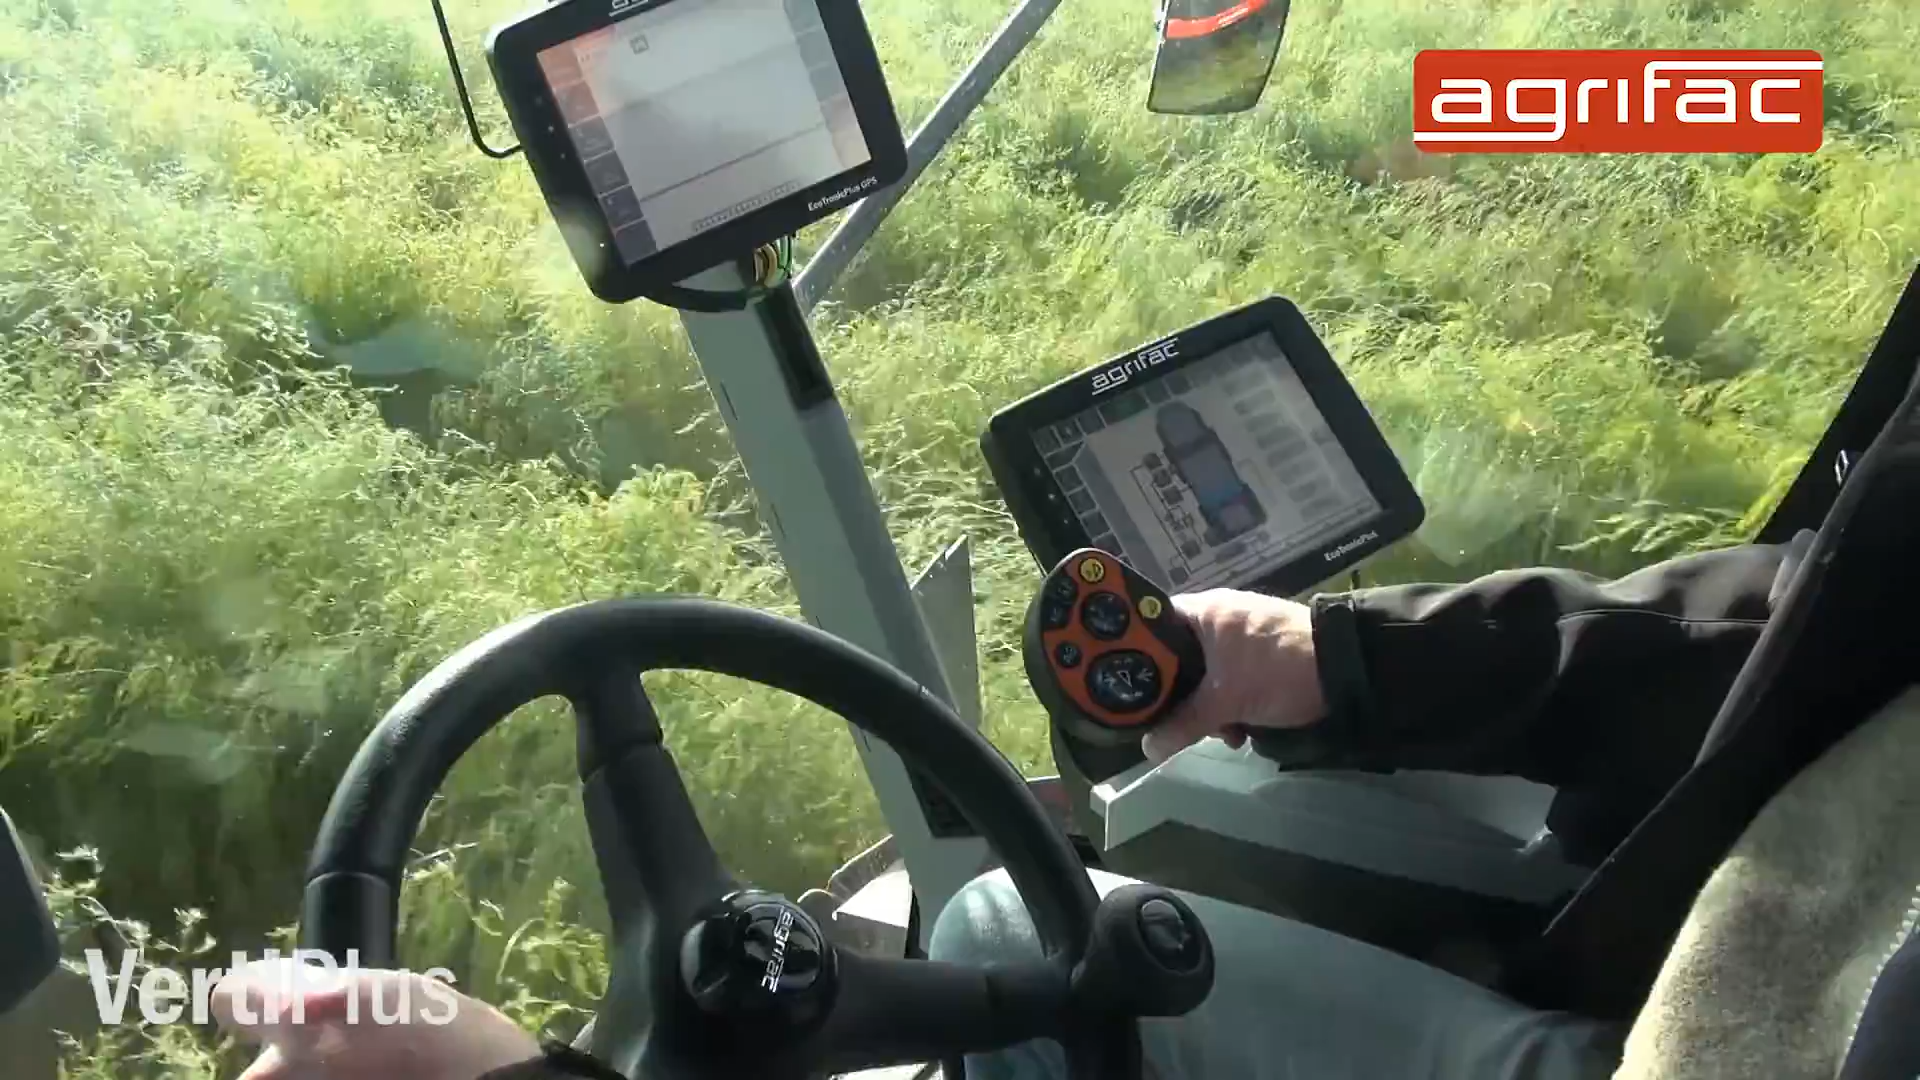 agrifac
EcoTronicPlus GPS
agrifac
EcoTronicPlus
agrifac
VertiPlus